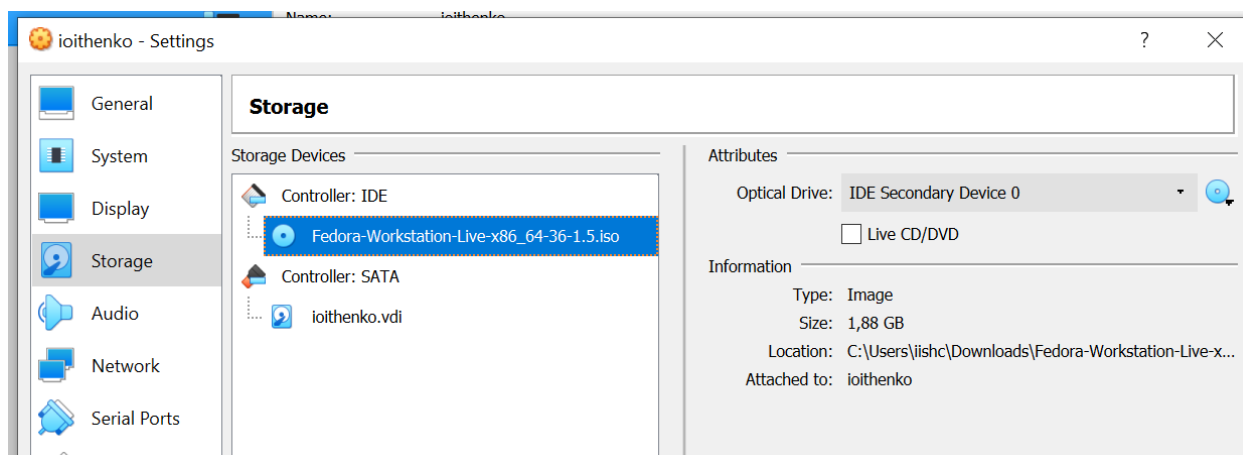 Name: ioithenko
ioithenko - Settings
?
General
Storage
System
Storage Devices
Attributes
Controller: IDE
Optical Drive: IDE Secondary Device 0
Display
Fedora-Workstation-Live-x86_64-36-1.5.iso
Live CD/DVD
Storage
Controller: SATA
Information
Type: Image
Audio
ioithenko.vdi
Size: 1,88 GB
Location: C:\Users\iishc\Downloads\Fedora-Workstation-Live-x...
Network
Attached to: ioithenko
Serial Ports